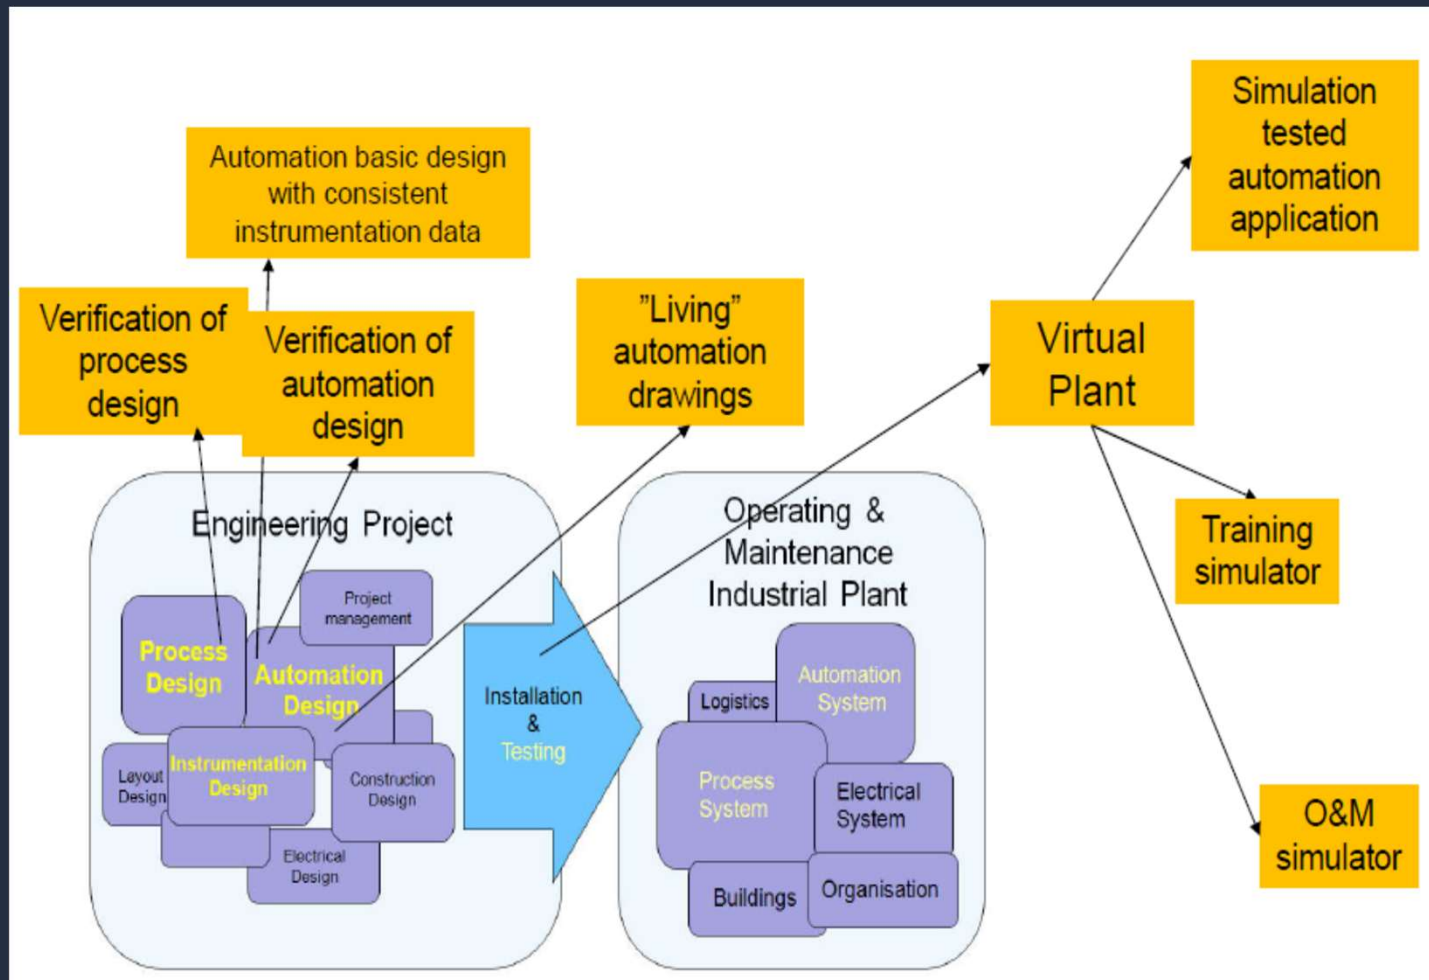 Simulation
tested
automation
application
Automation basic design
with consistent
instrumentation data
Verification of
process
design
Verification of
automation
design
"Living"
automation
drawings
Virtual
Plant
Engineering Project
Project
management
Process
Design
Automation
Design
Instrumentation
Design
Layout
Design
Construction
Design
Electrical
Design
Installation
&
Testing
Operating &
Maintenance
Industrial Plant
Logistics
Automation
System
Process
System
Electrical
System
Buildings
Organisation
Training
simulator
O&M
simulator